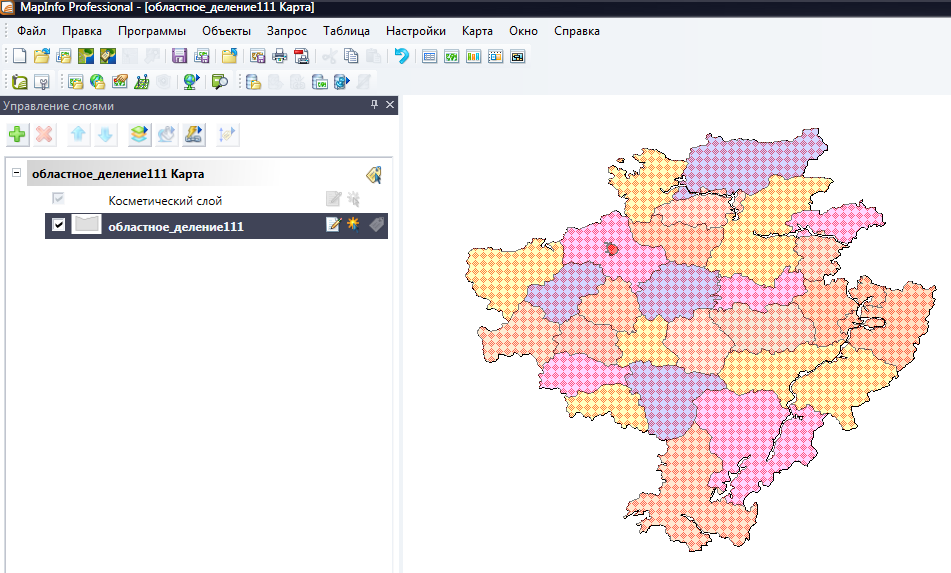 MapInfo Professional - [областное_деление111 Карта]
Файл Правка Программы Объекты Запрос Таблица Настройки Карта Окно Справка
Управление слоями
областное_деление111 Карта
Косметический слой
областное_деление111